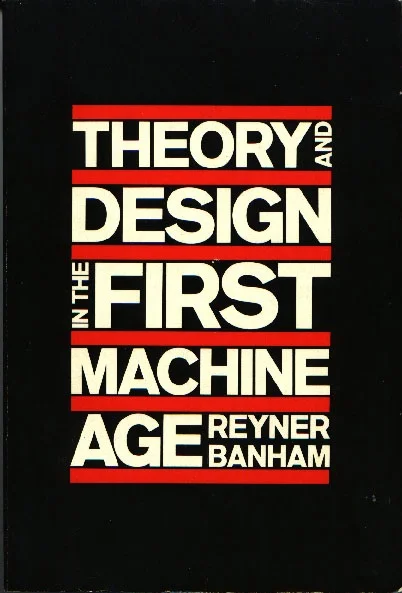 THEORY AND
DESIGN
IN THE FIRST
MACHINE
AGE REYNER
BANHAM